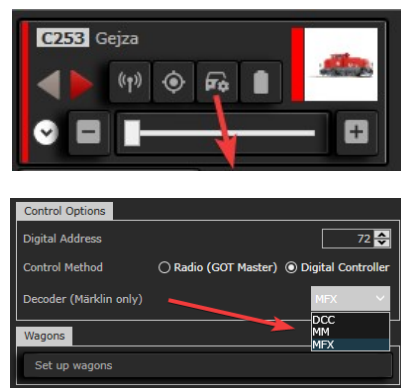 C253 Gejza
Control Options
Digital Address 72
Control Method Radio (GOT Master) Digital Controller
Decoder (Märklin only) MFX
DCC
MM
MFX
Wagons
Set up wagons